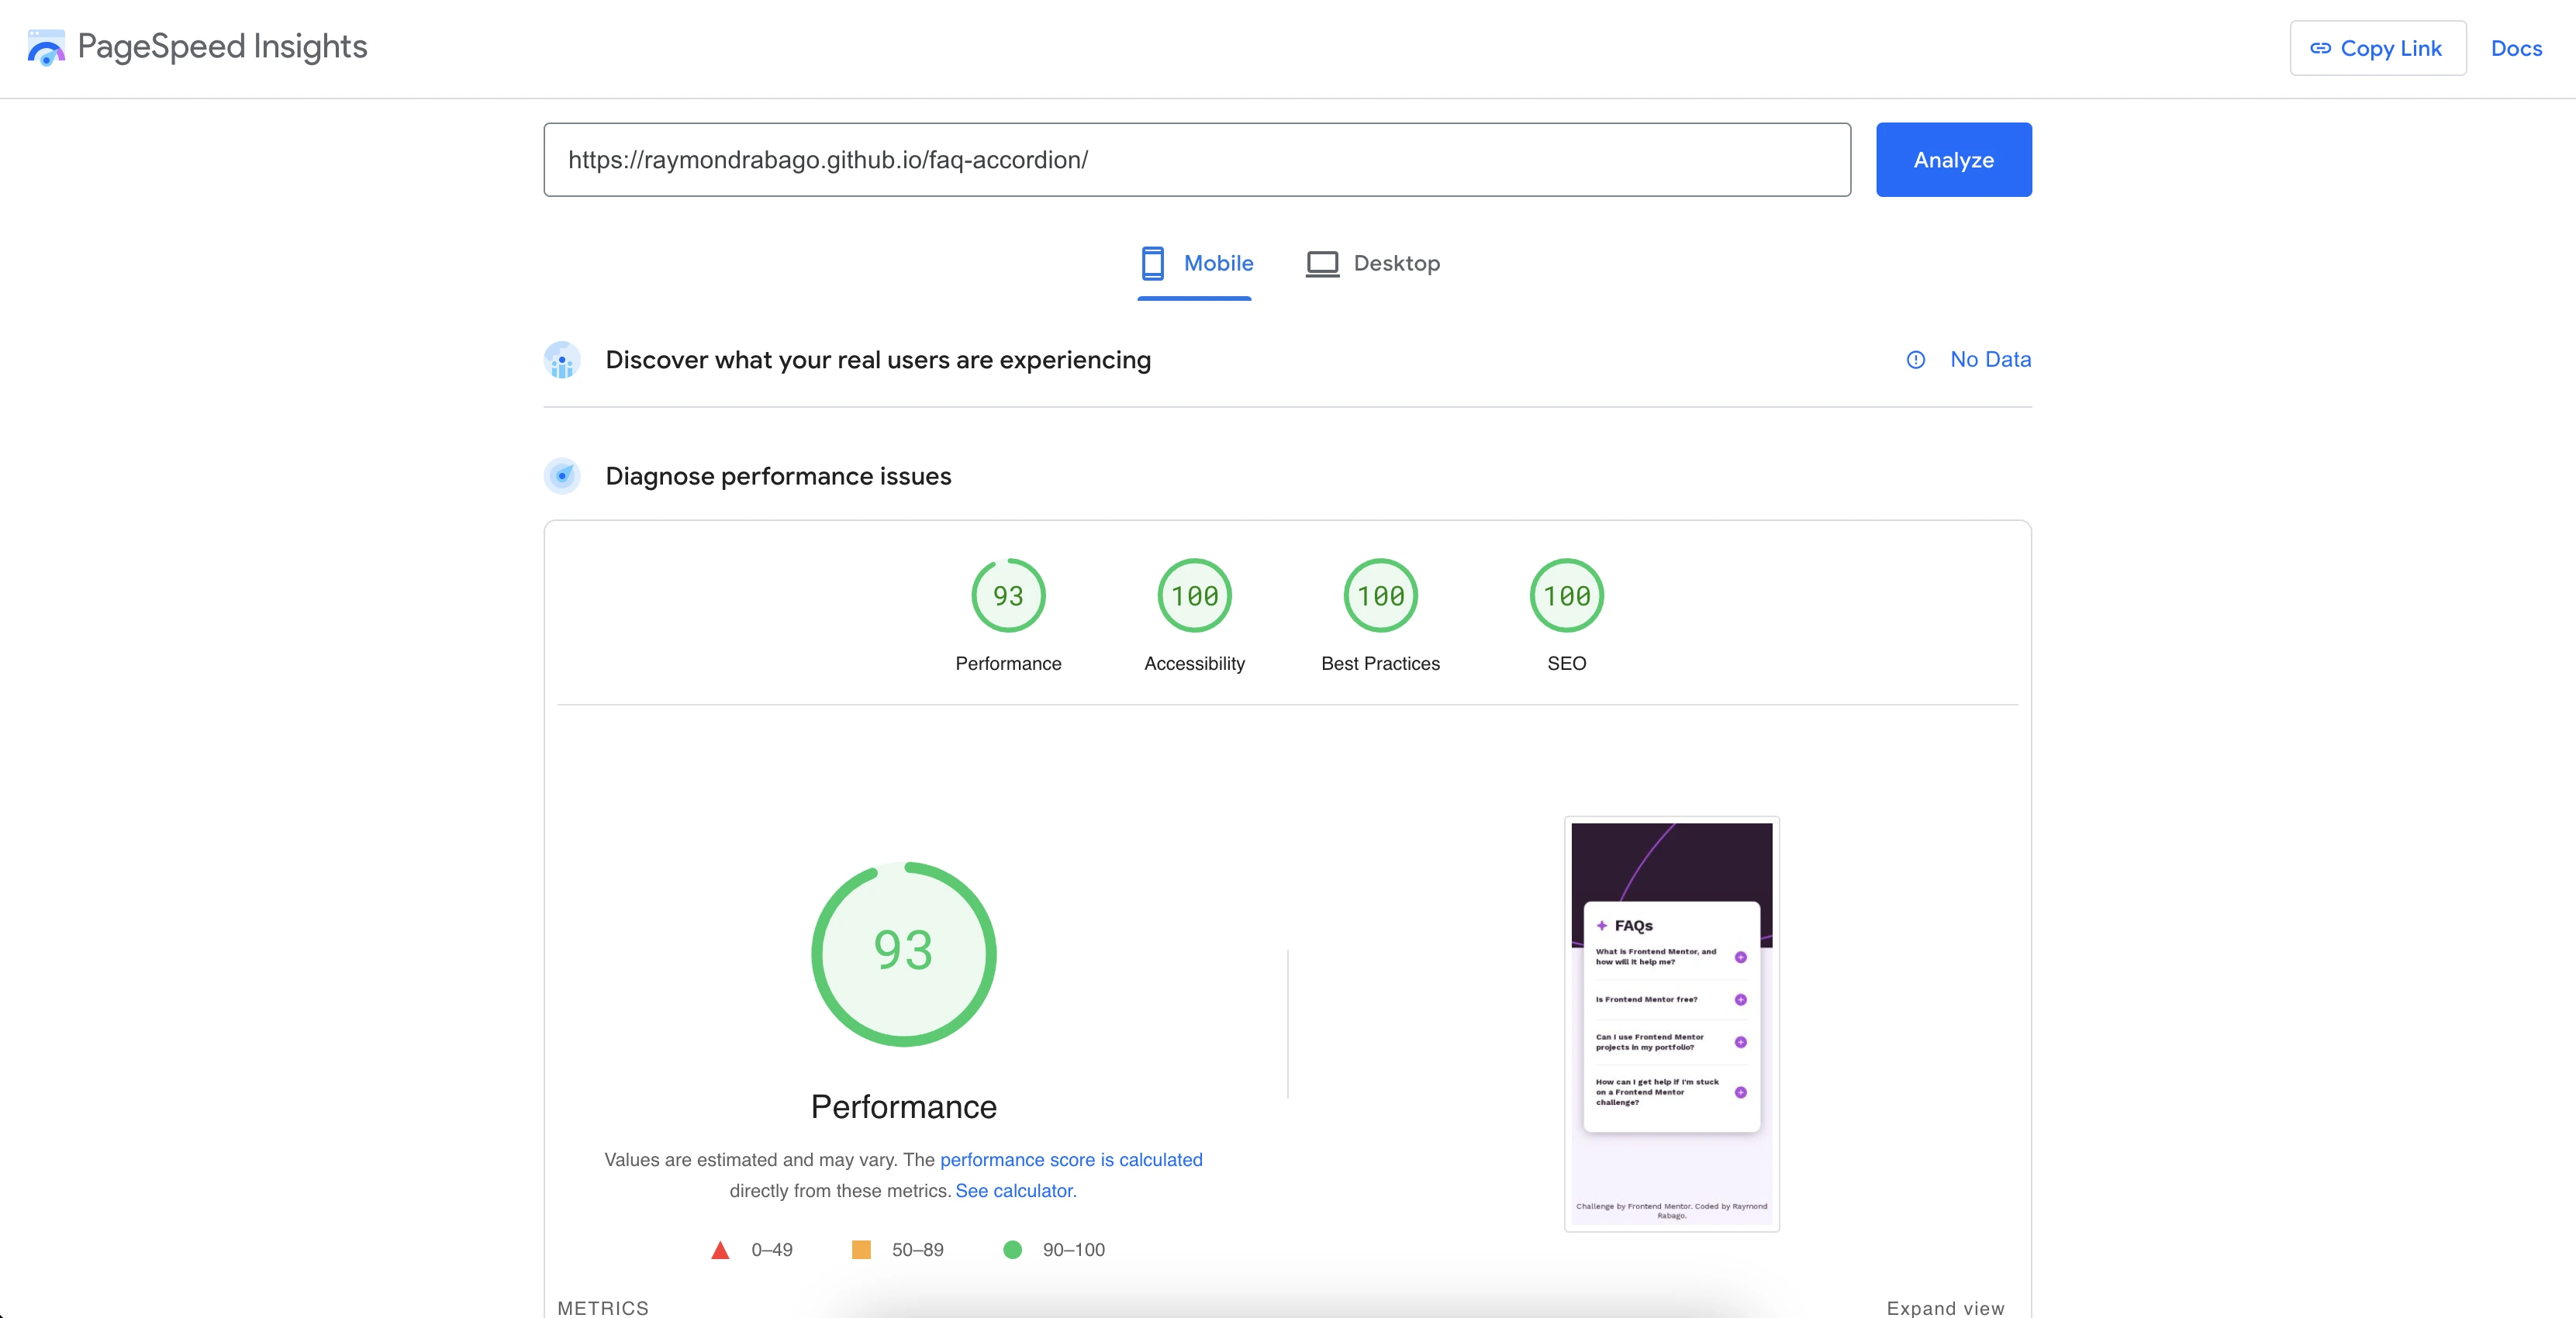 PageSpeed Insights
Copy Link
Docs
https://raymondrabago.github.io/faq-accordion/
Analyze
Mobile
Desktop
Discover what your real users are experiencing
No Data
Diagnose performance issues
93
100
100
100
Performance
Accessibility
Best Practices
SEO
93
Performance
Values are estimated and may vary. The performance score is calculated
directly from these metrics. See calculator.
0–49
50–89
90–100
FAQs
What is Frontend Mentor, and
how will it help me?
Is Frontend Mentor free?
Can I use Frontend Mentor
projects in my portfolio?
How can I get help if I'm stuck
on a Frontend Mentor
challenge?
Challenge by Frontend Mentor. Coded by Raymond
Rabago.
METRICS
Expand view